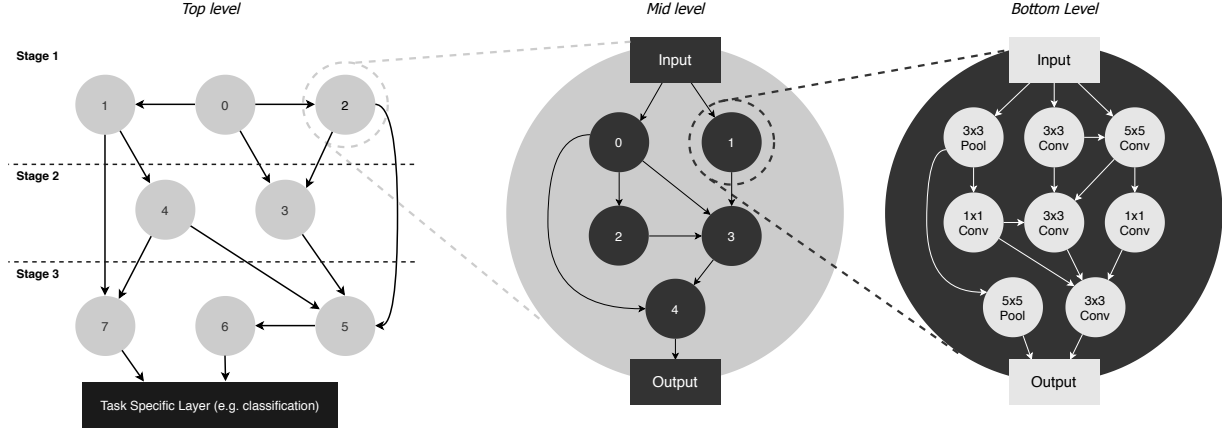 Top level
Mid level
Bottom Level
Stage 1
1
0
2
Stage 2
4
3
Stage 3
7
6
5
Task Specific Layer (e.g. classification)
Input
0
1
2
3
4
Output
Input
3x3
Pool
3x3
Conv
5x5
Conv
1x1
Conv
3x3
Conv
1x1
Conv
5x5
Pool
3x3
Conv
Output